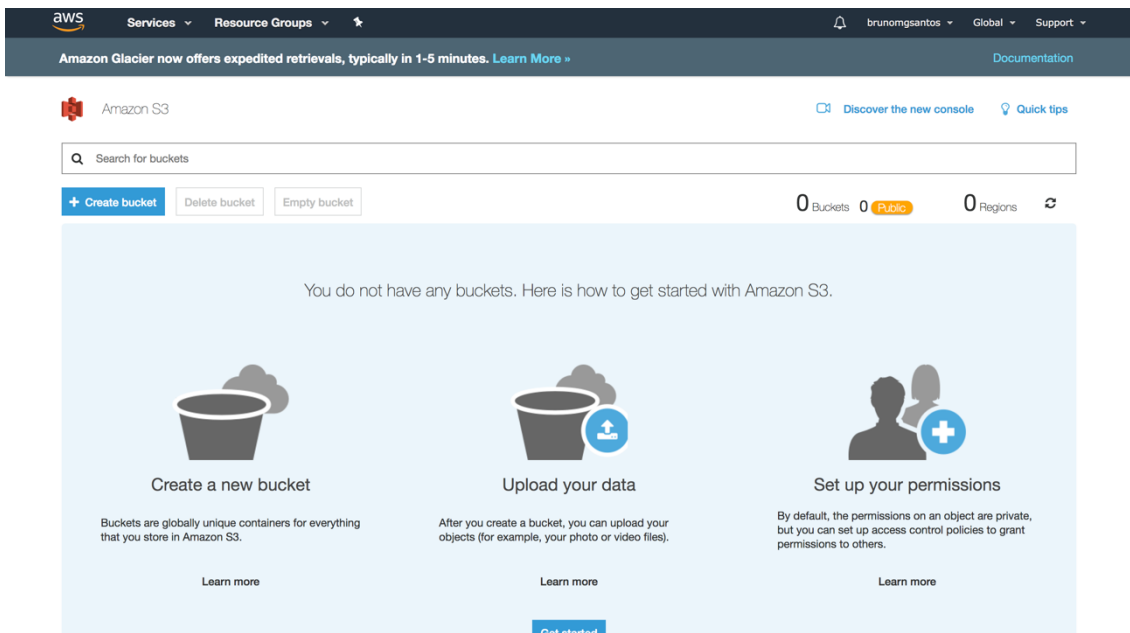 aws Services Resource Groups brunomgsantos Global Support
Amazon Glacier now offers expedited retrievals, typically in 1-5 minutes. Learn More » Documentation
Amazon S3 Discover the new console Quick tips
Search for buckets
+ Create bucket Delete bucket Empty bucket 0 Buckets 0 Public 0 Regions
You do not have any buckets. Here is how to get started with Amazon S3.
Create a new bucket
Buckets are globally unique containers for everything
that you store in Amazon S3.
Learn more
Upload your data
After you create a bucket, you can upload your
objects (for example, your photo or video files).
Learn more
Set up your permissions
By default, the permissions on an object are private,
but you can set up access control policies to grant
permissions to others.
Learn more
Get started